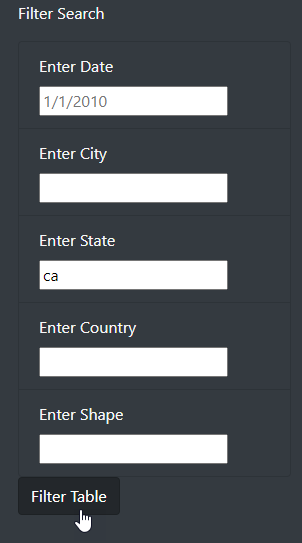 Filter Search
Enter Date
1/1/2010
Enter City
Enter State
ca
Enter Country
Enter Shape
Filter Table